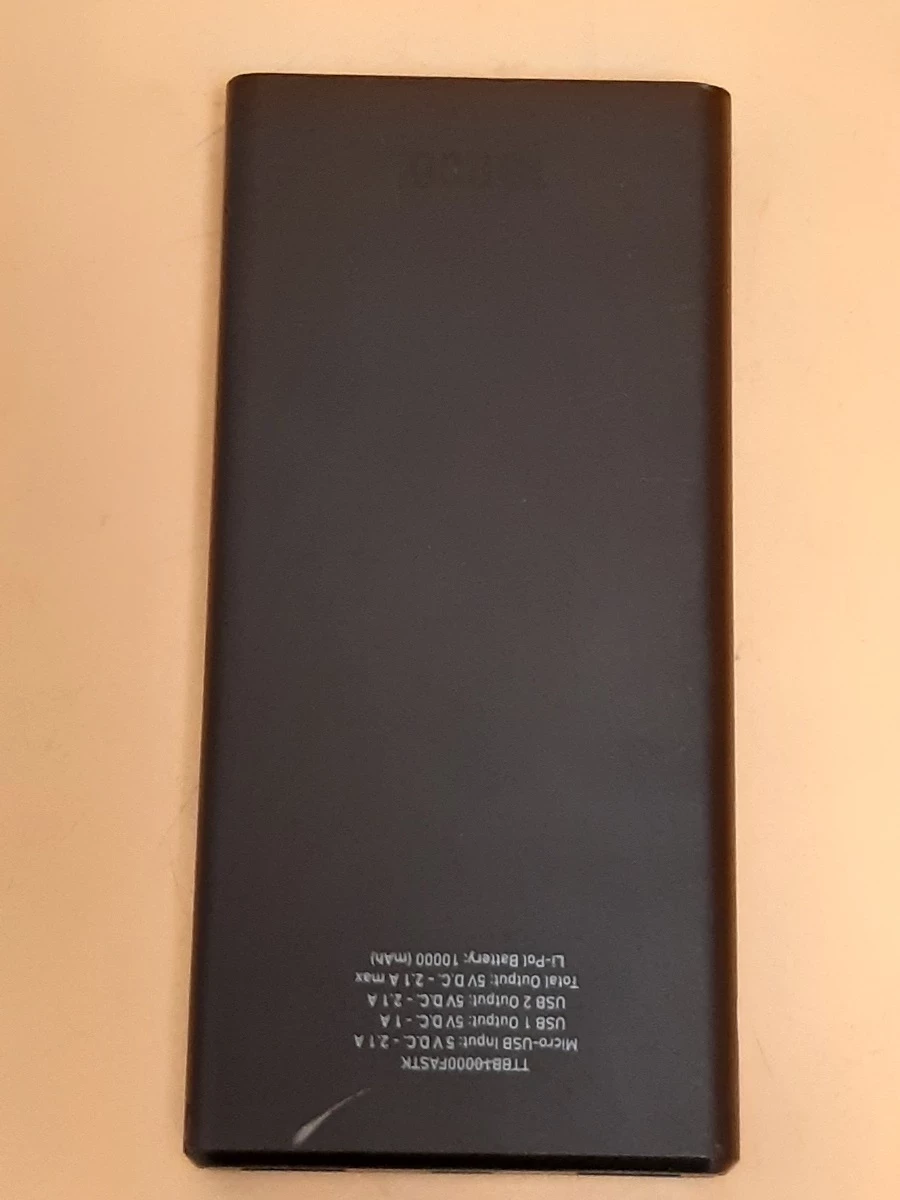 TTBB10000FASTK
Micro-USB Input: 5 V D.C. - 2.1 A
USB 1 Output: 5V D.C. - 1 A
USB 2 Output: 5V D.C. - 2.1 A
Total Output: 5V D.C. - 2.1 A max
Li-Pol Battery: 10000 (mAh)